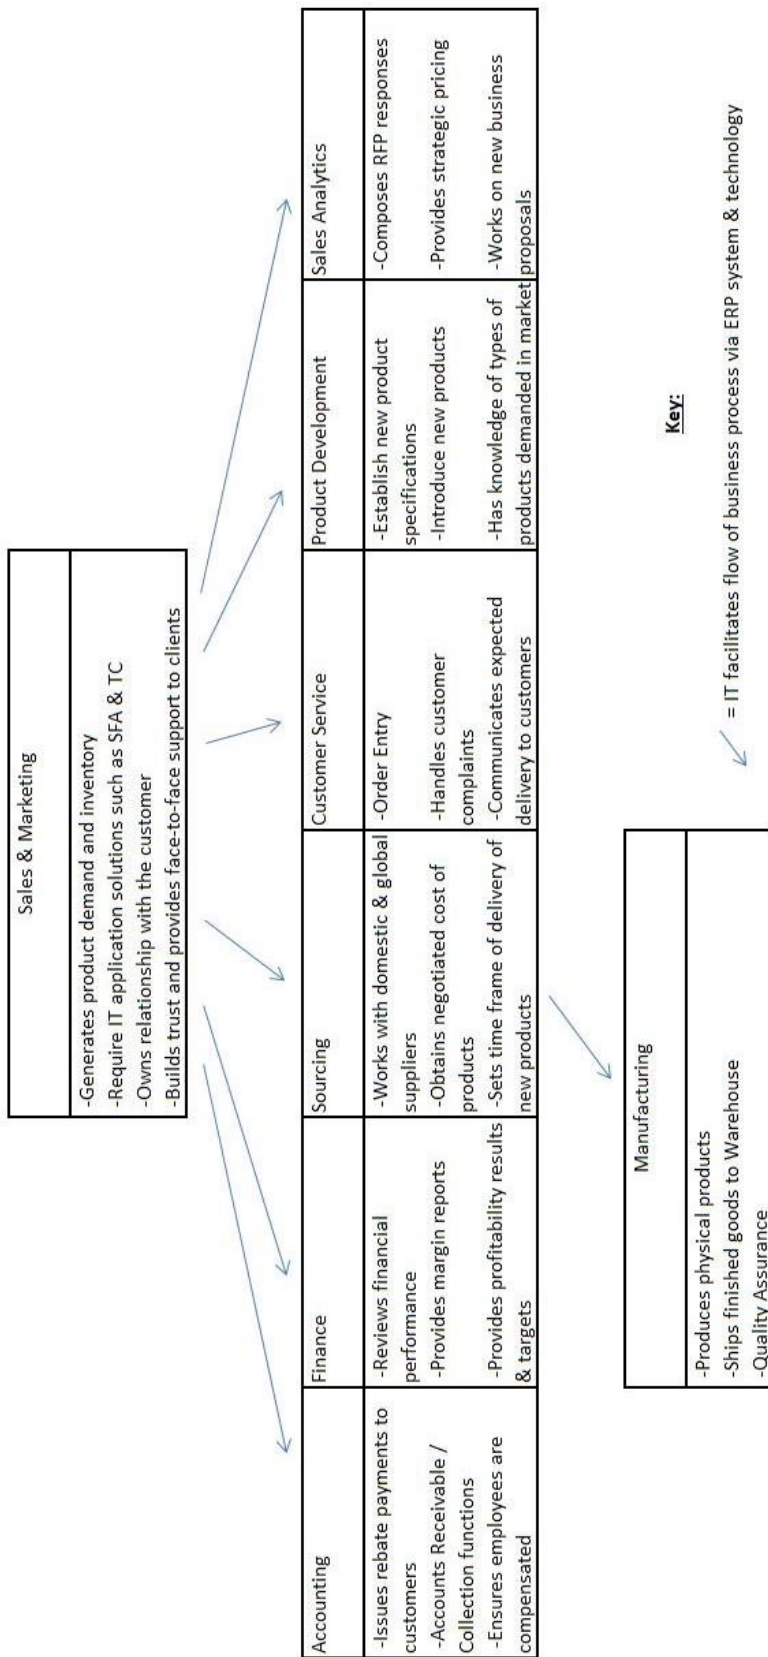 Sales & Marketing
-Generates product demand and inventory
-Require IT application solutions such as SFA & TC
-Owns relationship with the customer
-Builds trust and provides face-to-face support to clients
Accounting
-Issues rebate payments to
customers
-Accounts Receivable /
Collection functions
-Ensures employees are
compensated
Finance
-Reviews financial
performance
-Provides margin reports
-Provides profitability results
& targets
Sourcing
-Works with domestic & global
suppliers
-Obtains negotiated cost of
products
-Sets time frame of delivery of
new products
Customer Service
-Order Entry
-Handles customer
complaints
-Communicates expected
delivery to customers
Product Development
-Establish new product
specifications
-Introduce new products
-Has knowledge of types of
products demanded in market
Sales Analytics
-Composes RFP responses
-Provides strategic pricing
-Works on new business
proposals
Manufacturing
-Produces physical products
-Ships finished goods to Warehouse
-Quality Assurance
Key:
= IT facilitates flow of business process via ERP system & technology